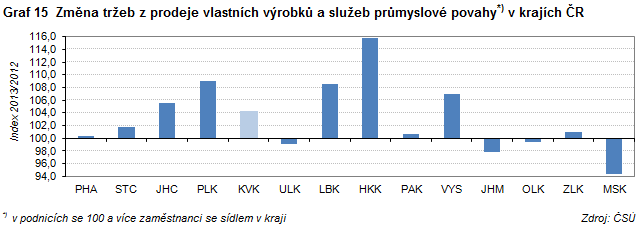 Graf 15  Změna tržeb z prodeje vlastních výrobků a služeb průmyslové povahy*) v krajích ČR
Index 2013/2012
116,0
114,0
112,0
110,0
108,0
106,0
104,0
102,0
100,0
98,0
96,0
94,0
PHA STC JHC PLK KVK ULK LBK HKK PAK VYS JHM OLK ZLK MSK
*) v podnicích se 100 a více zaměstnanci se sídlem v kraji
Zdroj: ČSÚ